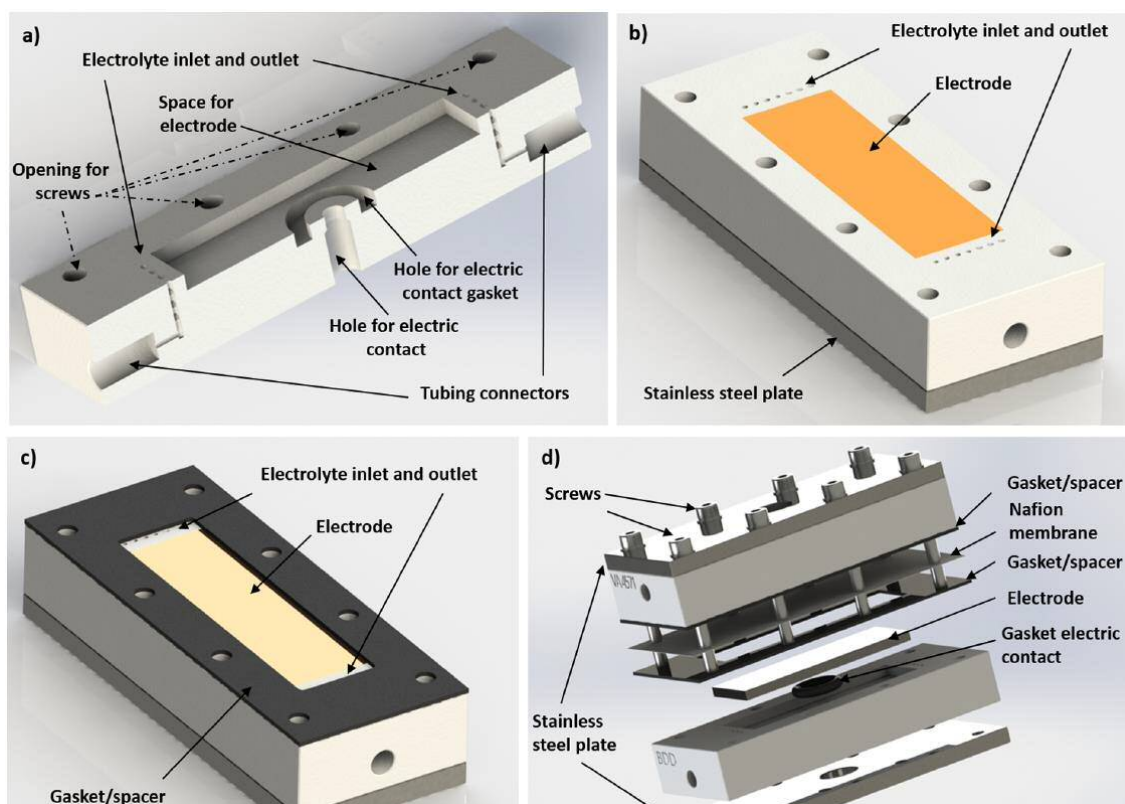 a)
Electrolyte inlet and outlet
Space for
electrode
Opening for
screws
Hole for electric
contact gasket
Hole for electric
contact
Tubing connectors
b)
Electrolyte inlet and outlet
Electrode
Stainless steel plate
c)
Electrolyte inlet and outlet
Electrode
Gasket/spacer
d)
Screws
Gasket/spacer
Nafion
membrane
Gasket/spacer
Electrode
Gasket electric
contact
Stainless
steel plate
BDD